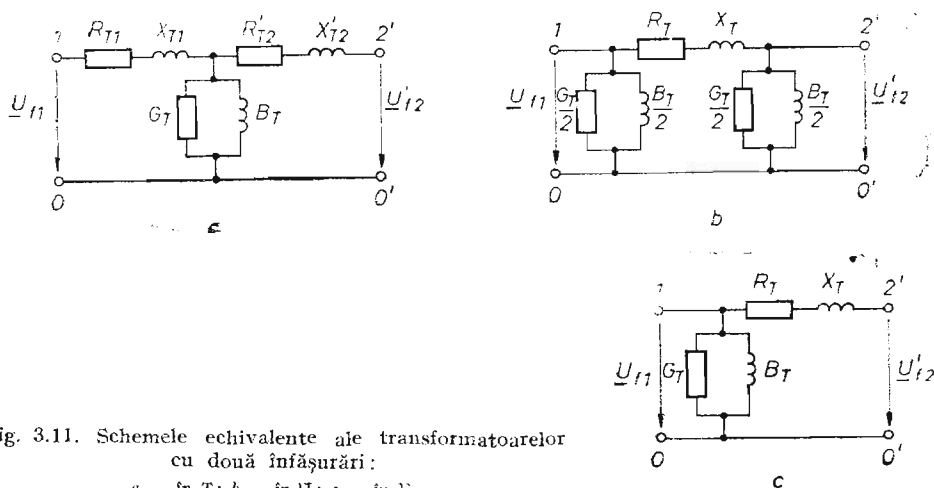 1 R_T1 X_T1 R'_T2 X'_T2 2'
U_f1 G_T B_T U'_f2
0 0'
1 R_T X_T 2'
U_f1 G_T/2 B_T/2 G_T/2 B_T/2 U'_f2
0 0'
b
1 R_T X_T 2'
U_f1 G_T B_T U'_f2
0 0'
c
ig. 3.11. Schemele echivalente ale transformatoarelor
cu două înfășurări: